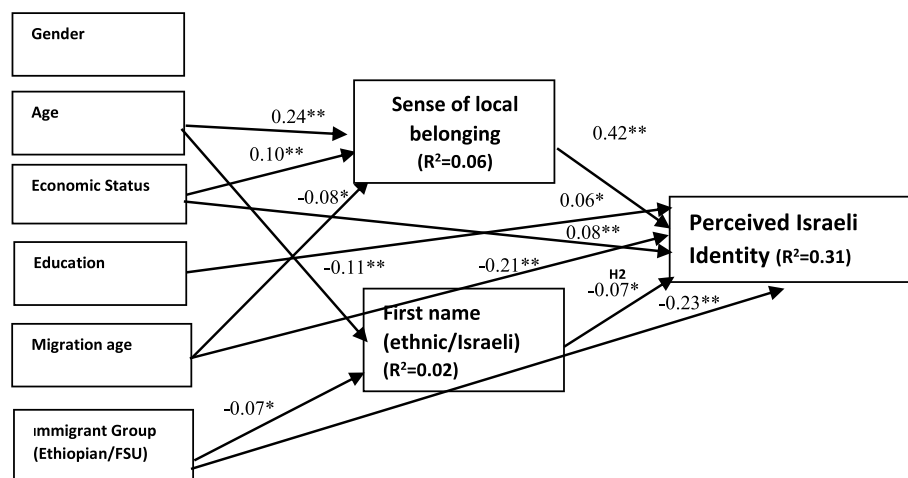 Gender
Age
Economic Status
Education
Migration age
Immigrant Group
(Ethiopian/FSU)
0.24**
0.10**
-0.08*
-0.11**
-0.07*
Sense of local
belonging
(R²=0.06)
First name
(ethnic/Israeli)
(R²=0.02)
0.42**
0.06*
0.08**
-0.21**
H2
-0.07*
-0.23**
Perceived Israeli
Identity (R²=0.31)